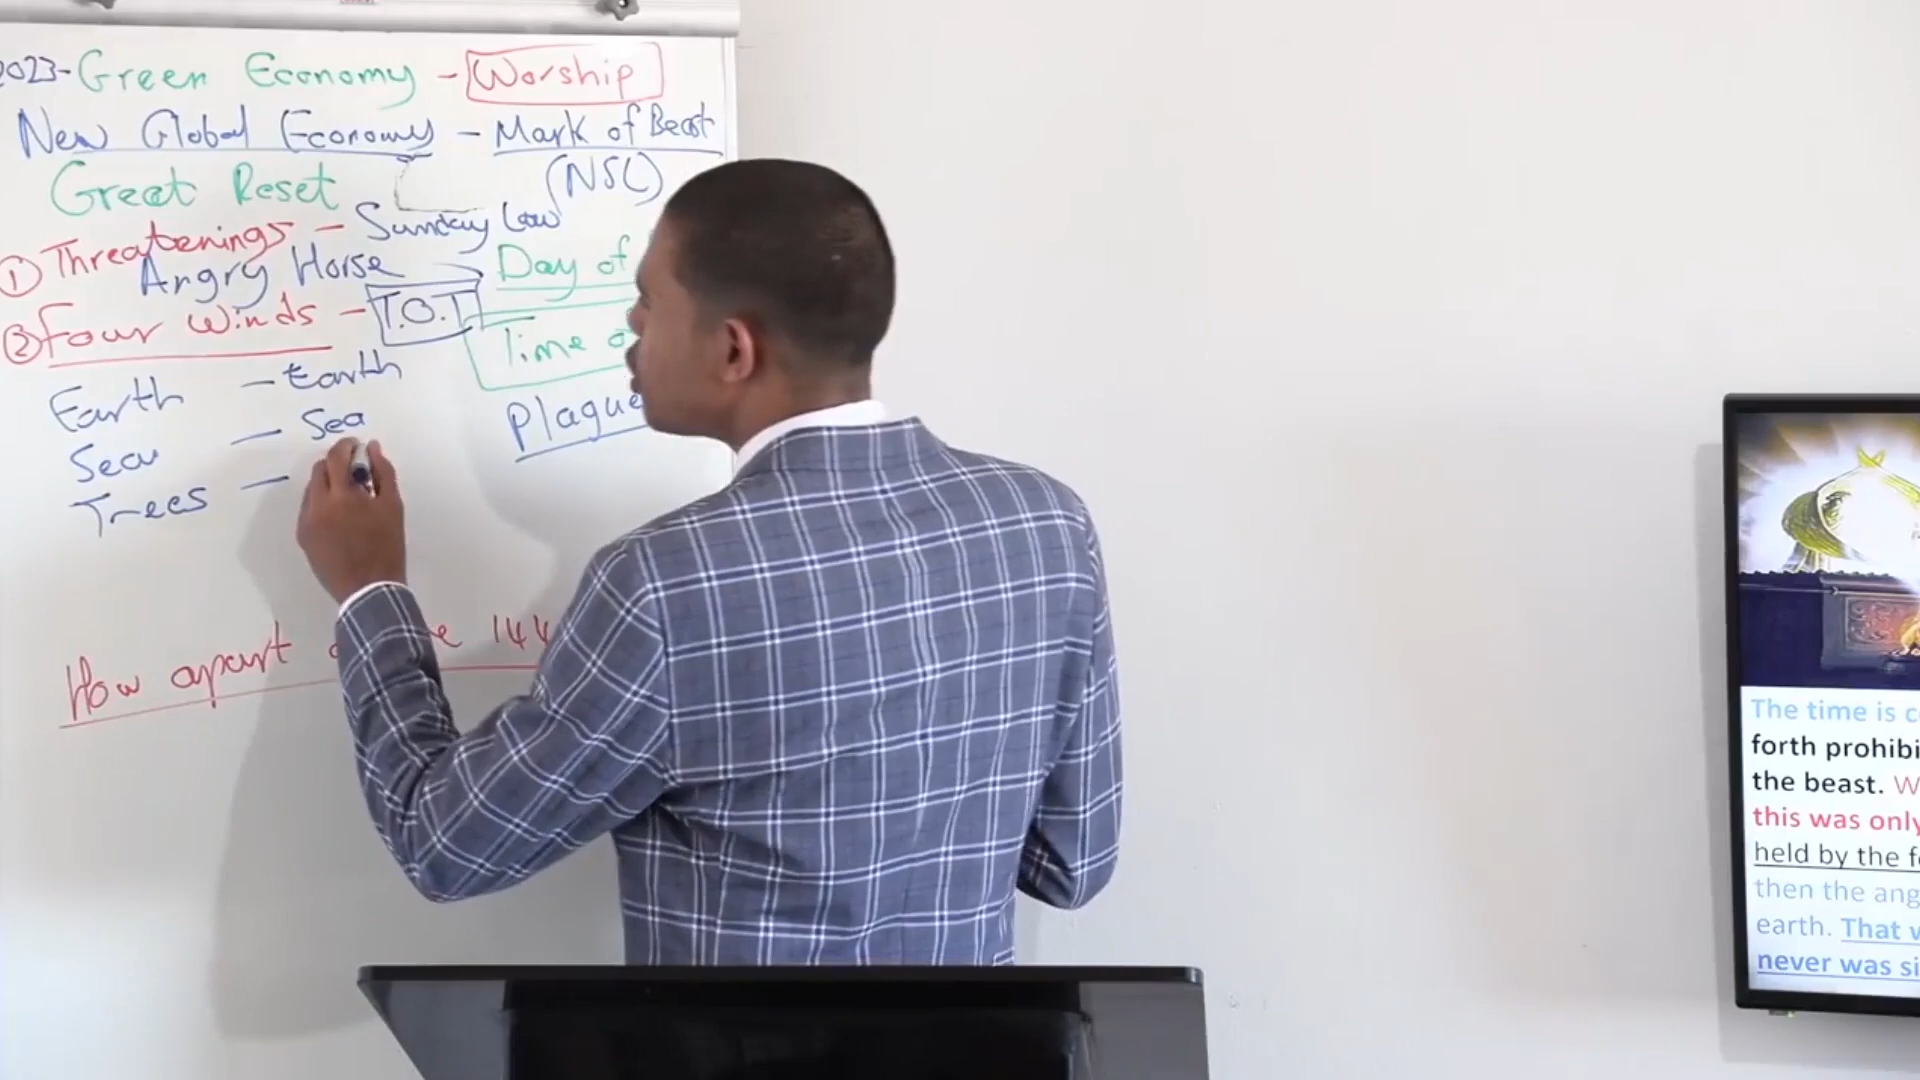 2023-Green Economy - Worship
New Global Economy - Mark of Beast
(NSL)
Great Reset
① Threatenings - Sunday Law
Angry Horse
Day of
② Four Winds - T.O.T
Time o
Earth - Earth
Sea - Sea
Plague
Trees -
How apart e 144
The time is c
forth prohibi
the beast. W
this was only
held by the f
then the ang
earth. That w
never was si